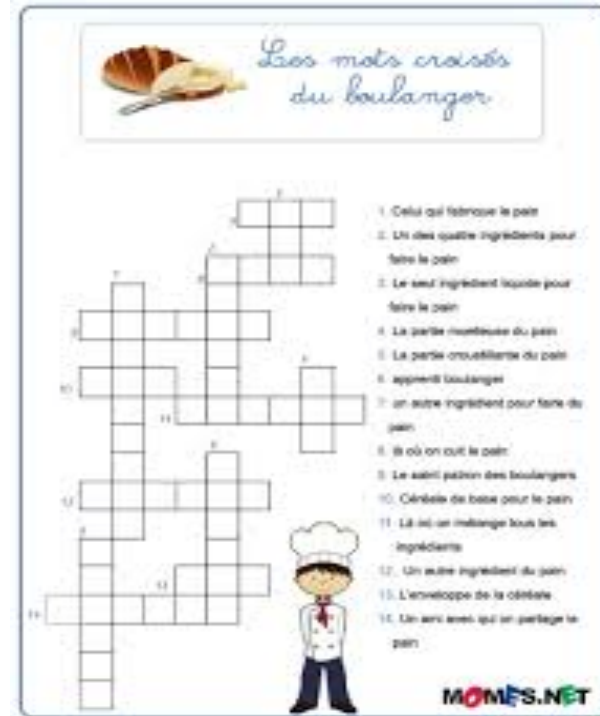 Les mots croisés
du boulanger
1. Celui qui fabrique le pain
2. Un des quatre ingrédients pour
faire le pain
3. Le seul ingrédient liquide pour
faire le pain
4. La partie moelleuse du pain
5. La partie croustillante du pain
6. apprenti boulanger
7. un autre ingrédient pour faire du
pain
8. là où on cuit le pain
9. Le saint patron des boulangers
10. Céréale de base pour le pain
11. Là où on mélange tous les
ingrédients
12. Un autre ingrédient du pain
13. L'enveloppe de la céréale
14. Un ami avec qui on partage le
pain
10
11
12
13
14
MOMES.NET